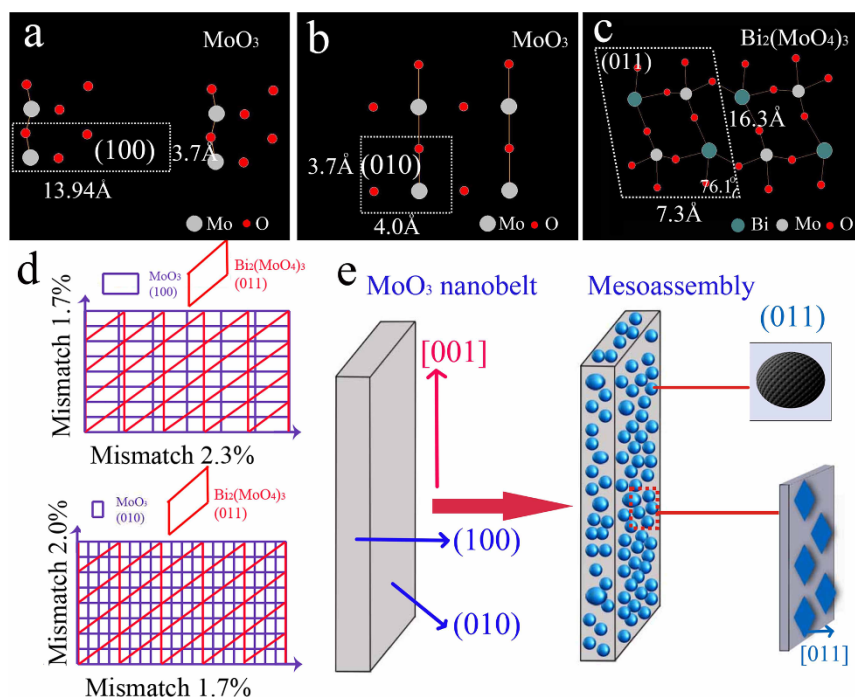 a
MoO₃
(100)
3.7Å
13.94Å
Mo O
b
MoO₃
3.7Å
(010)
4.0Å
Mo O
c
Bi₂(MoO₄)₃
(011)
16.3Å
76.1°
7.3Å
Bi Mo O
d
MoO₃
(100)
Bi₂(MoO₄)₃
(011)
Mismatch 1.7%
Mismatch 2.3%
MoO₃
(010)
Bi₂(MoO₄)₃
(011)
Mismatch 2.0%
Mismatch 1.7%
e
MoO₃ nanobelt
[001]
(100)
(010)
Mesoassembly
(011)
[011]